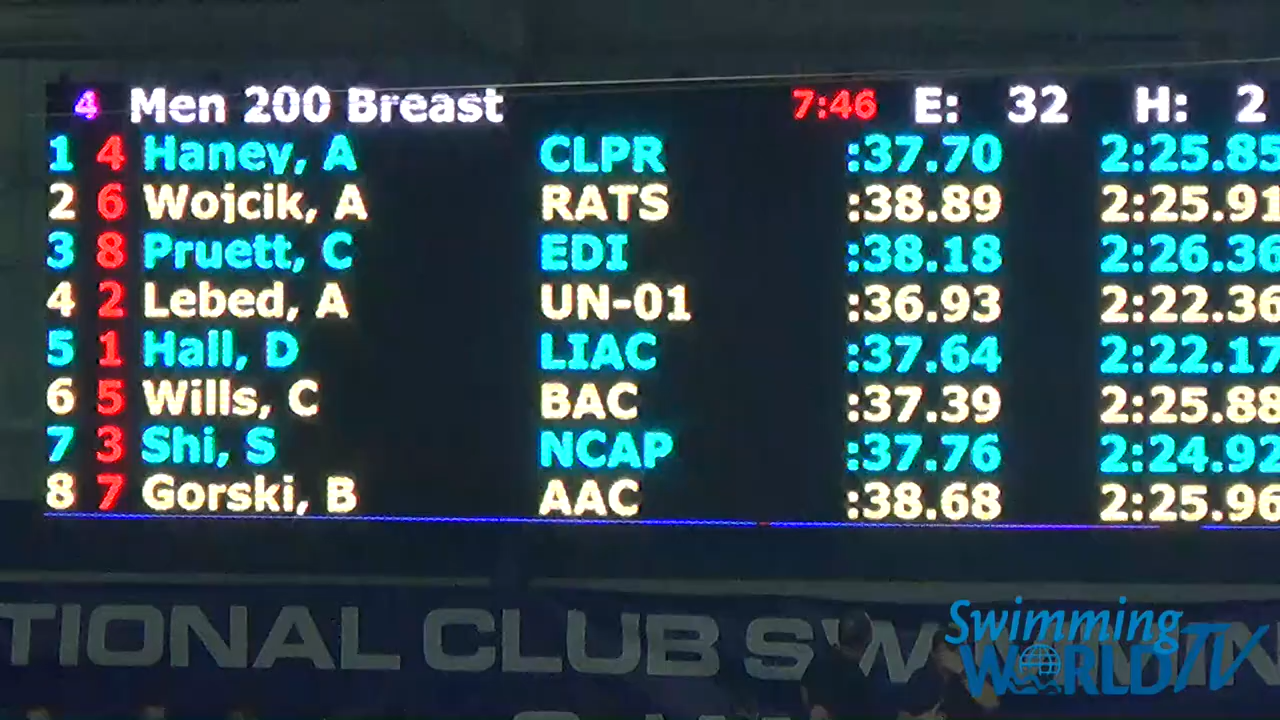 4 Men 200 Breast 7:46 E: 32 H: 2
1 4 Haney, A CLPR :37.70 2:25.85
2 6 Wojcik, A RATS :38.89 2:25.91
3 8 Pruett, C EDI :38.18 2:26.36
4 2 Lebed, A UN-01 :36.93 2:22.36
5 1 Hall, D LIAC :37.64 2:22.17
6 5 Wills, C BAC :37.39 2:25.88
7 3 Shi, S NCAP :37.76 2:24.92
8 7 Gorski, B AAC :38.68 2:25.96
TIONAL CLUB
Swimming
WORLD TV